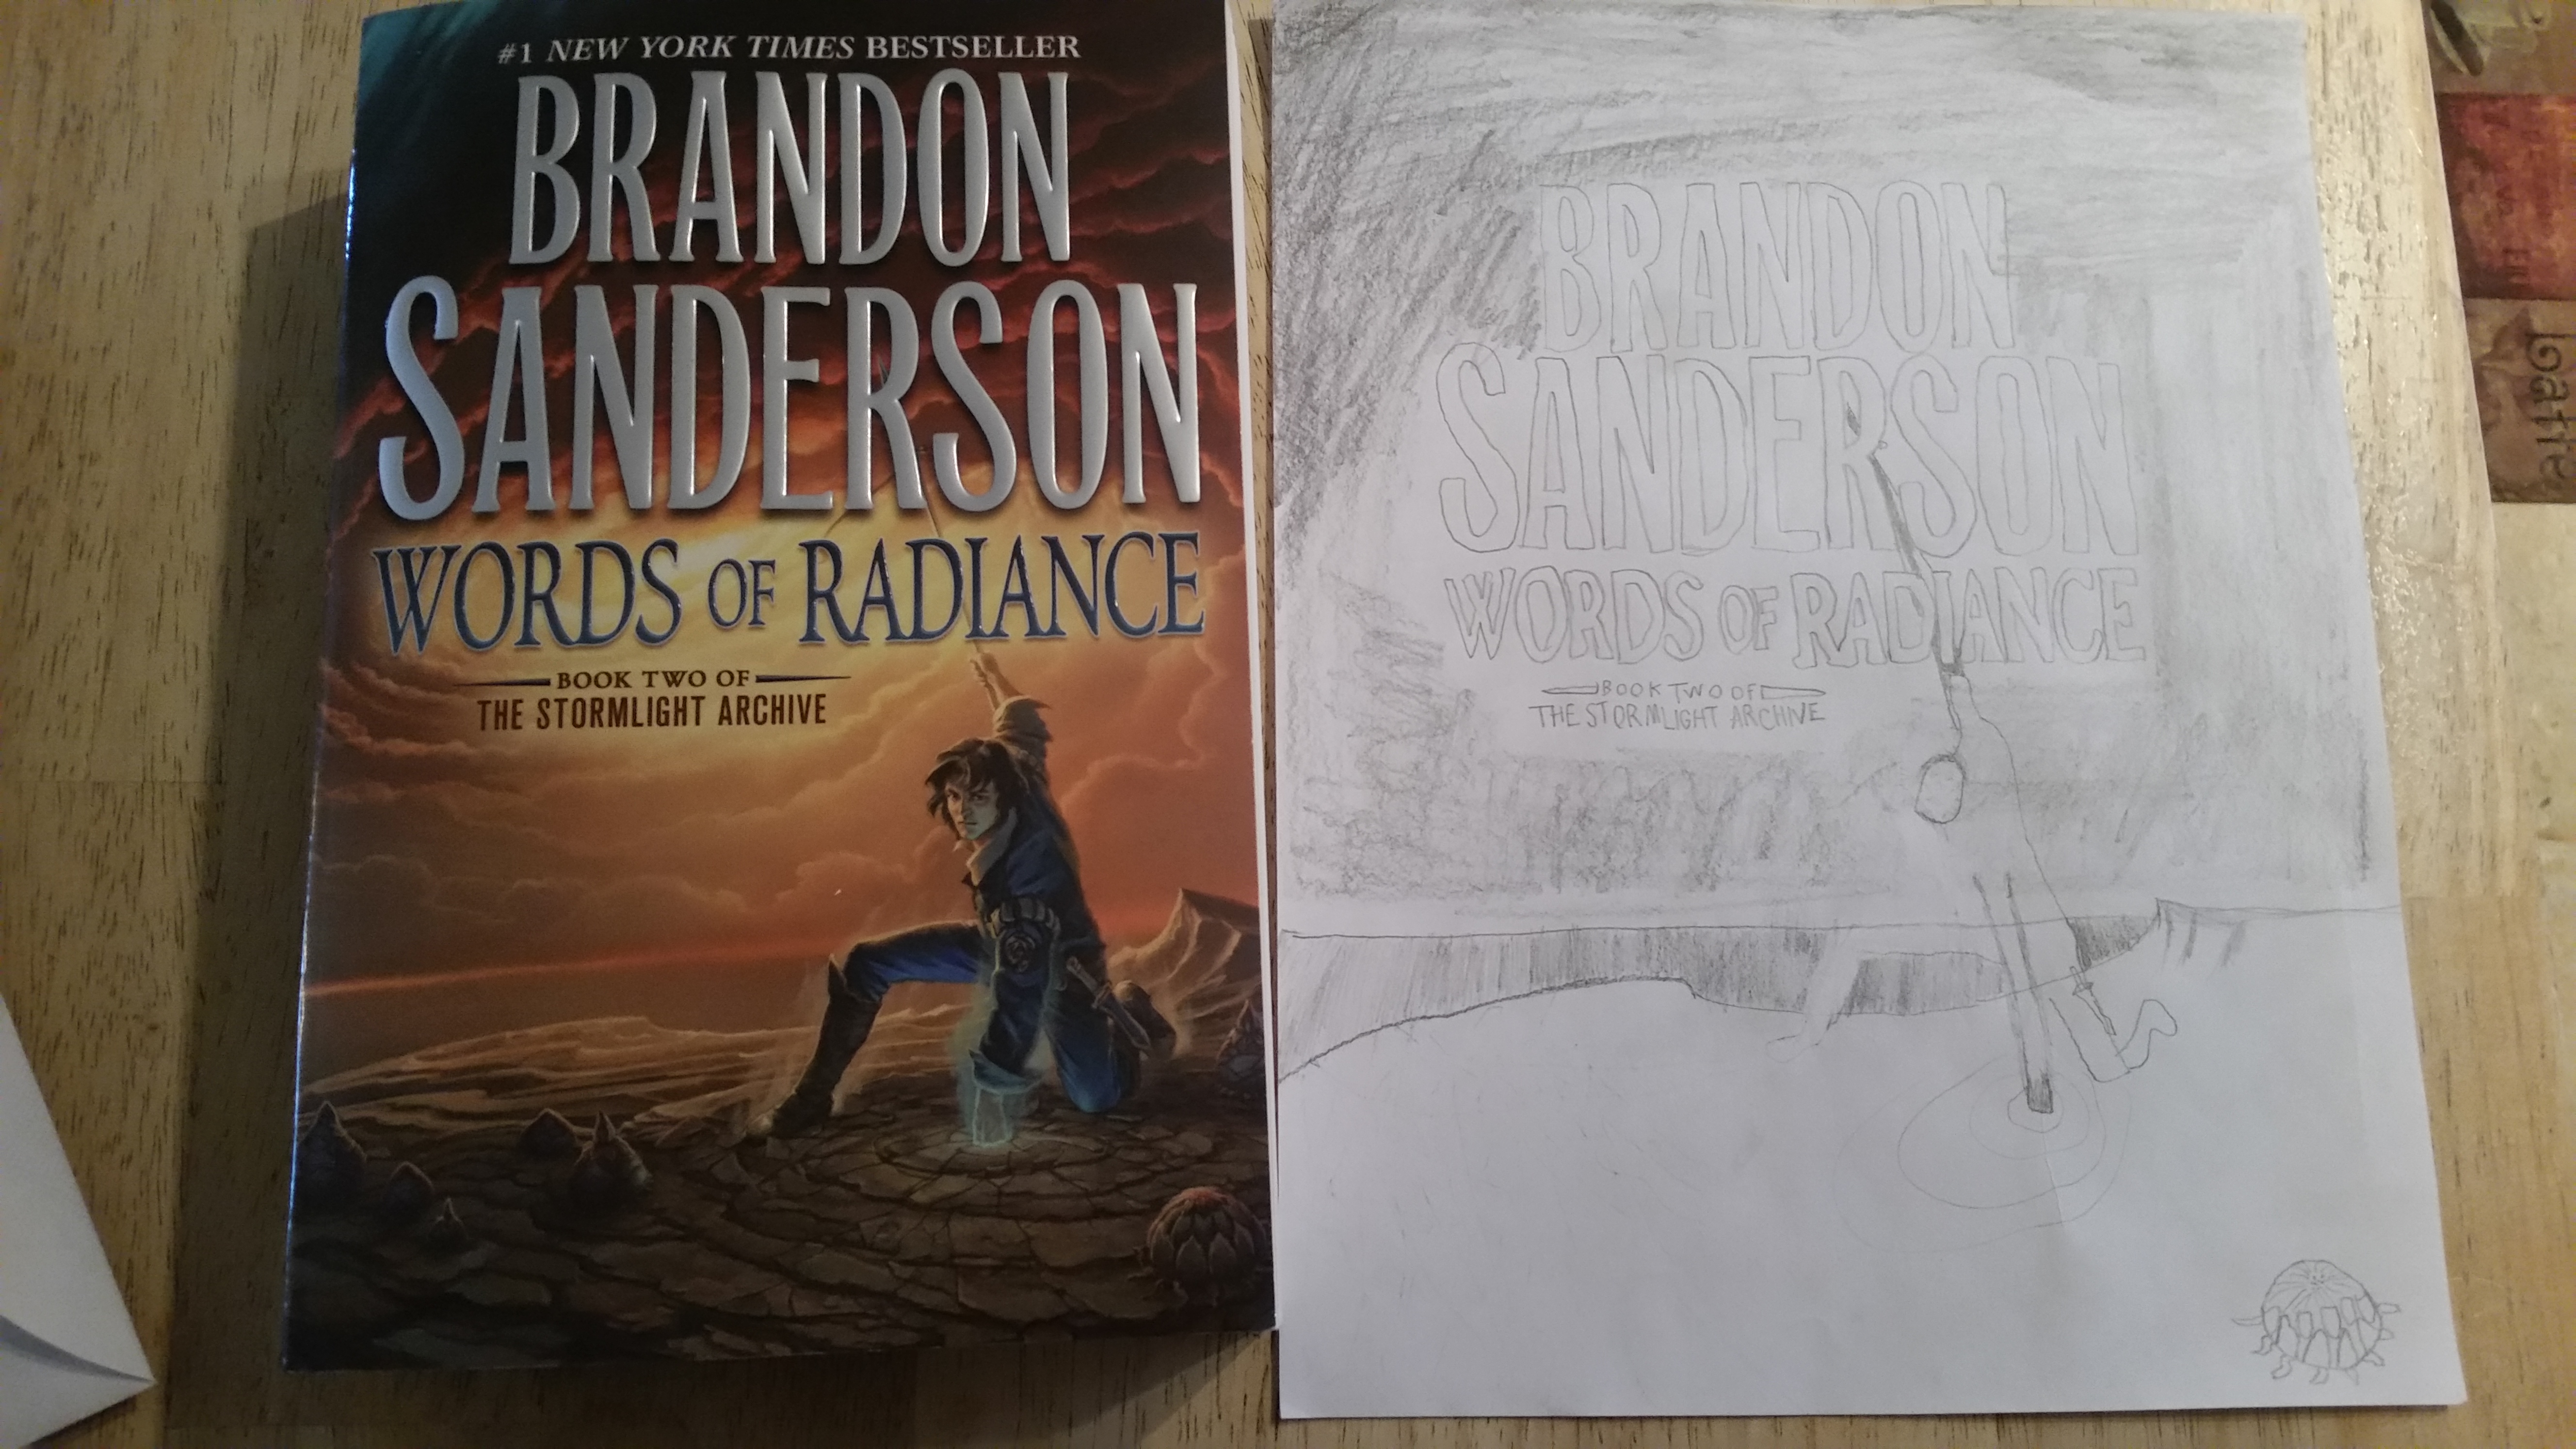 #1 NEW YORK TIMES BESTSELLER
BRANDON
SANDERSON
WORDS OF RADIANCE
BOOK TWO OF
THE STORMLIGHT ARCHIVE
BRANDON
SANDERSON
WORDS OF RADIANCE
BOOK TWO OF
THE STORMLIGHT ARCHIVE